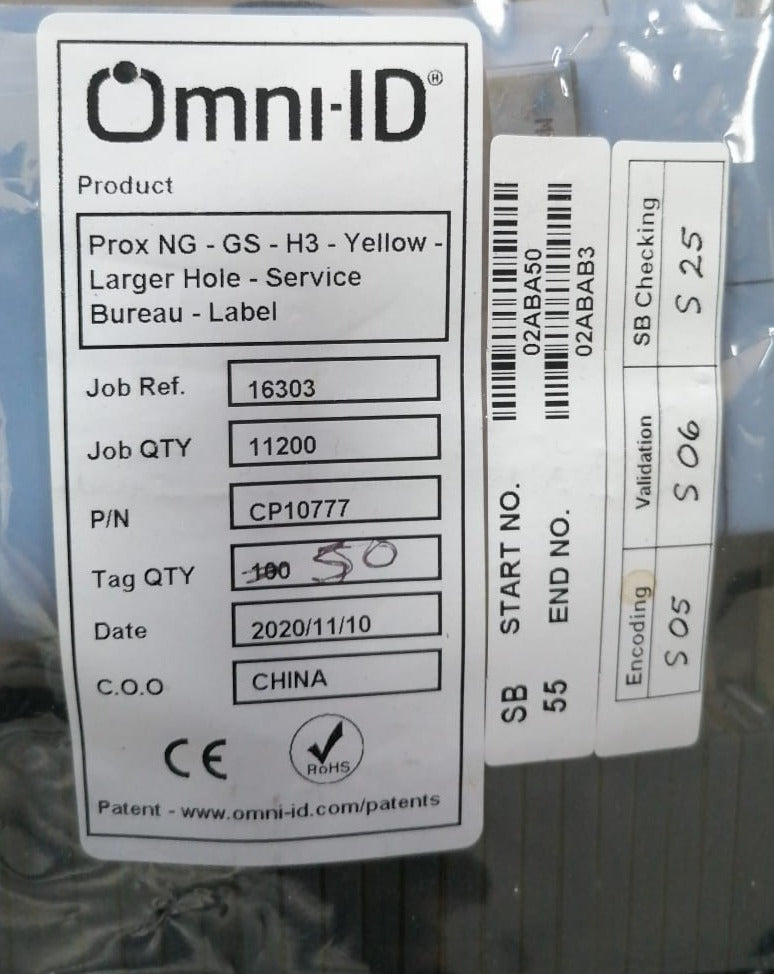 Omni-ID®
Product
Prox NG - GS - H3 - Yellow -
Larger Hole - Service
Bureau - Label
Job Ref. 16303
Job QTY 11200
P/N CP10777
Tag QTY 100 50
Date 2020/11/10
C.O.O CHINA
CE RoHS
Patent - www.omni-id.com/patents
SB START NO. 02ABA50
55 END NO. 02ABAB3
Encoding Validation SB Checking
S 05 S 06 S 25